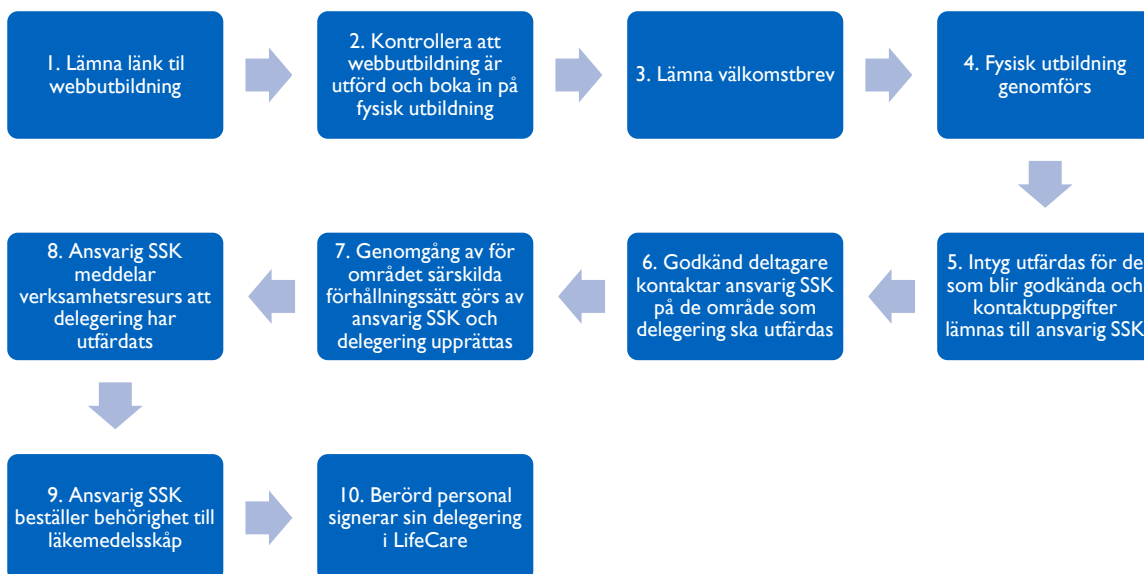 1. Lämna länk til
webbutbildning
2. Kontrollera att
webbutbildning är
utförd och boka in på
fysisk utbildning
3. Lämna välkomstbrev
4. Fysisk utbildning
genomförs
5. Intyg utfärdas för de
som blir godkända och
kontaktuppgifter
lämnas till ansvarig SSK
6. Godkänd deltagare
kontaktar ansvarig SSK
på de område som
delegering ska utfärdas
7. Genomgång av för
området särskilda
förhållningssätt görs av
ansvarig SSK och
delegering upprättas
8. Ansvarig SSK
meddelar
verksamhetsresurs att
delegering har
utfärdats
9. Ansvarig SSK
beställer behörighet till
läkemedelsskåp
10. Berörd personal
signerar sin delegering
i LifeCare